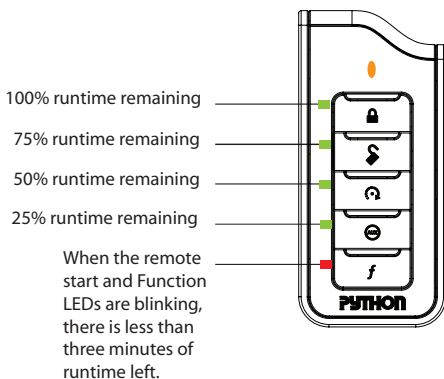 100% runtime remaining
75% runtime remaining
50% runtime remaining
25% runtime remaining
When the remote
start and Function
LEDs are blinking,
there is less than
three minutes of
runtime left.
AUX
f
PYTHON